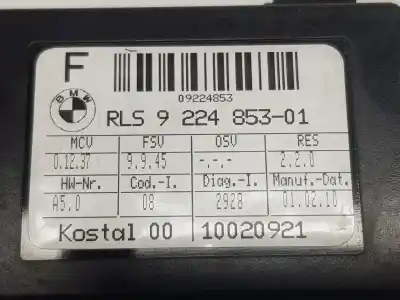 F
09224853
BMW
RLS 9 224 853-01
MCV FSV OSV RES
0.12.37 9.9.45 -.-.- 2.2.0
HW-Nr. Cod.-I. Diag.-I. Manuf.-Dat.
A5.0 08 2928 01.02.10
Kostal 00 10020921